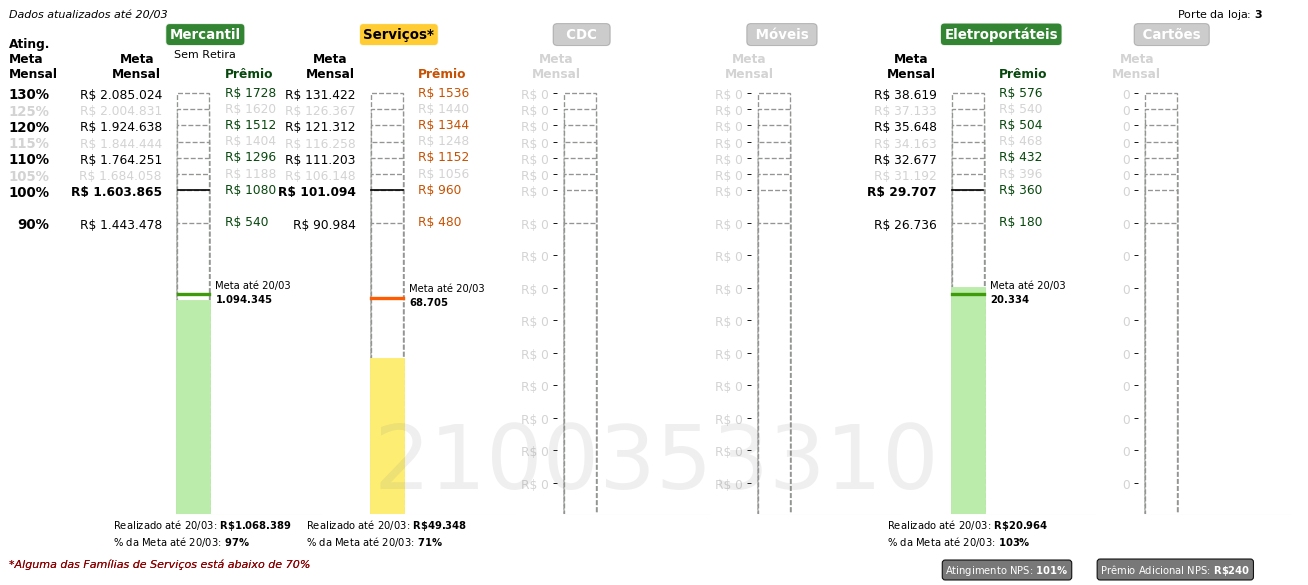 Dados atualizados até 20/03
Porte da loja: 3
Mercantil
Serviços*
CDC
Móveis
Eletroportáteis
Cartões
Sem Retira
Ating. Meta Mensal
Meta Mensal
Prêmio
Meta Mensal
Prêmio
Meta Mensal
Meta Mensal
Meta Mensal
Prêmio
Meta Mensal
130% R$ 2.085.024 R$ 1728 R$ 131.422 R$ 1536 R$ 0 R$ 0 R$ 38.619 R$ 576 0
125% R$ 2.004.831 R$ 1620 R$ 126.367 R$ 1440 R$ 0 R$ 0 R$ 37.133 R$ 540 0
120% R$ 1.924.638 R$ 1512 R$ 121.312 R$ 1344 R$ 0 R$ 0 R$ 35.648 R$ 504 0
115% R$ 1.844.444 R$ 1404 R$ 116.258 R$ 1248 R$ 0 R$ 0 R$ 34.163 R$ 468 0
110% R$ 1.764.251 R$ 1296 R$ 111.203 R$ 1152 R$ 0 R$ 0 R$ 32.677 R$ 432 0
105% R$ 1.684.058 R$ 1188 R$ 106.148 R$ 1056 R$ 0 R$ 0 R$ 31.192 R$ 396 0
100% R$ 1.603.865 R$ 1080 R$ 101.094 R$ 960 R$ 0 R$ 0 R$ 29.707 R$ 360 0
90% R$ 1.443.478 R$ 540 R$ 90.984 R$ 480 R$ 0 R$ 0 R$ 26.736 R$ 180 0
R$ 0 R$ 0 0
R$ 0 R$ 0 0
R$ 0 R$ 0 0
R$ 0 R$ 0 0
R$ 0 R$ 0 0
R$ 0 R$ 0 0
R$ 0 R$ 0 0
R$ 0 R$ 0 0
Meta até 20/03
1.094.345
Meta até 20/03
68.705
Meta até 20/03
20.334
2100353310
Realizado até 20/03: R$1.068.389
% da Meta até 20/03: 97%
Realizado até 20/03: R$49.348
% da Meta até 20/03: 71%
Realizado até 20/03: R$20.964
% da Meta até 20/03: 103%
*Alguma das Famílias de Serviços está abaixo de 70%
Atingimento NPS: 101%
Prêmio Adicional NPS: R$240